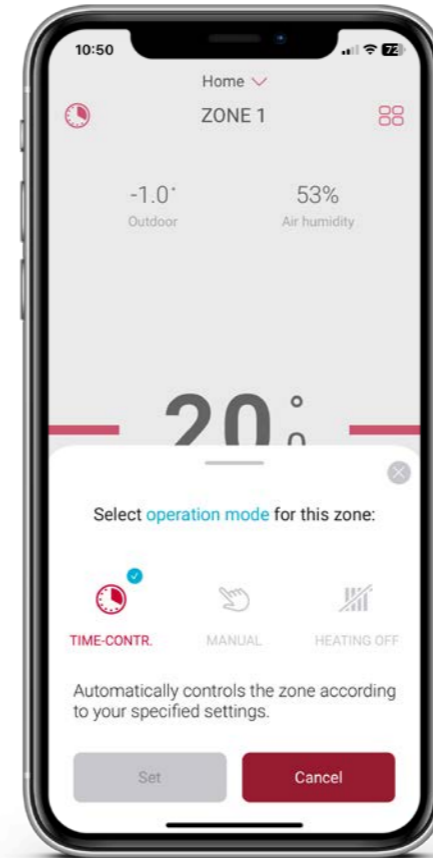 10:50
72
Home
ZONE 1
-1.0°
Outdoor
53%
Air humidity
20.°
Select operation mode for this zone:
TIME-CONTR.
MANUAL
HEATING OFF
Automatically controls the zone according
to your specified settings.
Set
Cancel